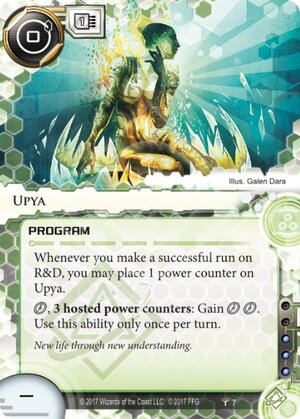 0
1
Illus. Galen Dara
Upya
PROGRAM
Whenever you make a successful run on
R&D, you may place 1 power counter on
Upya.
, 3 hosted power counters: Gain .
Use this ability only once per turn.
New life through new understanding.
–
© 2017 Wizards of the Coast LLC. © 2017 FFG
7